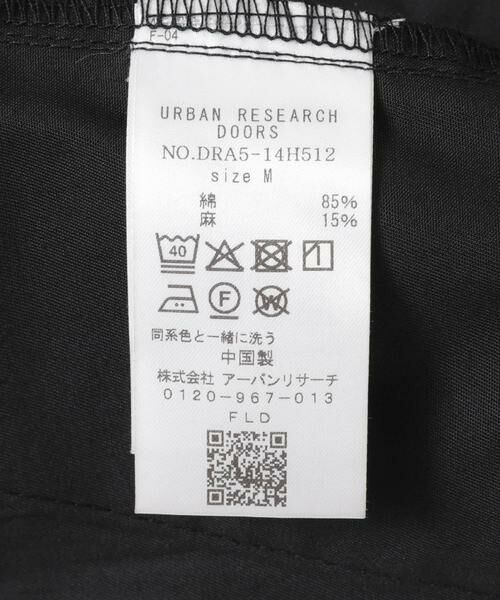 F-04
URBAN RESEARCH
DOORS
NO.DRA5-14H512
size M
綿 85%
麻 15%
40
F W
同系色と一緒に洗う
中国製
株式会社 アーバンリサーチ
0120-967-013
FLD